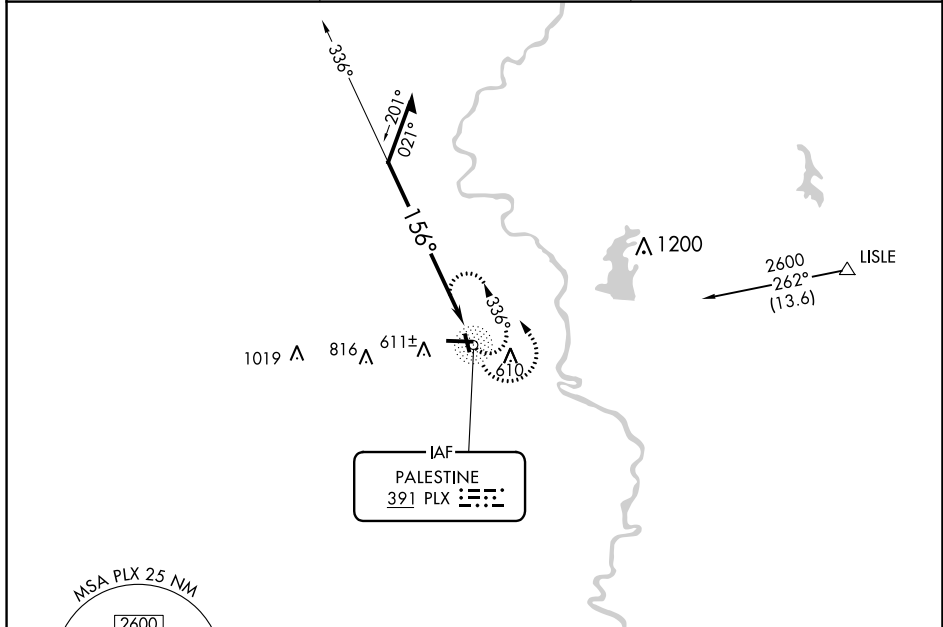 336°
201°
021°
156°
1200
LISLE
2600
262°
(13.6)
336°
1019
816
611±
610
IAF
PALESTINE
391 PLX
MSA PLX 25 NM
2600